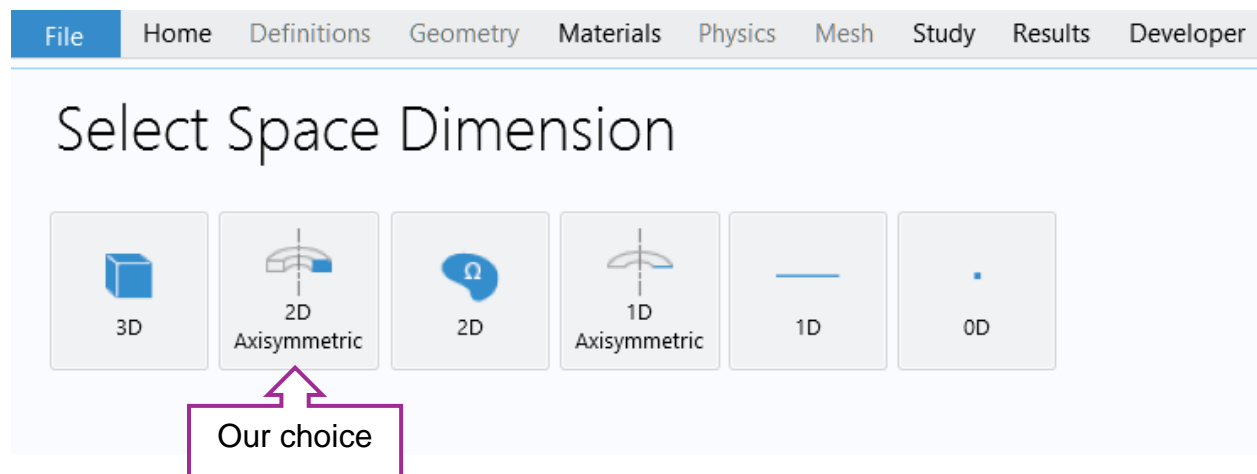 File Home Definitions Geometry Materials Physics Mesh Study Results Developer
Select Space Dimension
Ω
3D
2D
Axisymmetric
2D
1D
Axisymmetric
1D
0D
Our choice